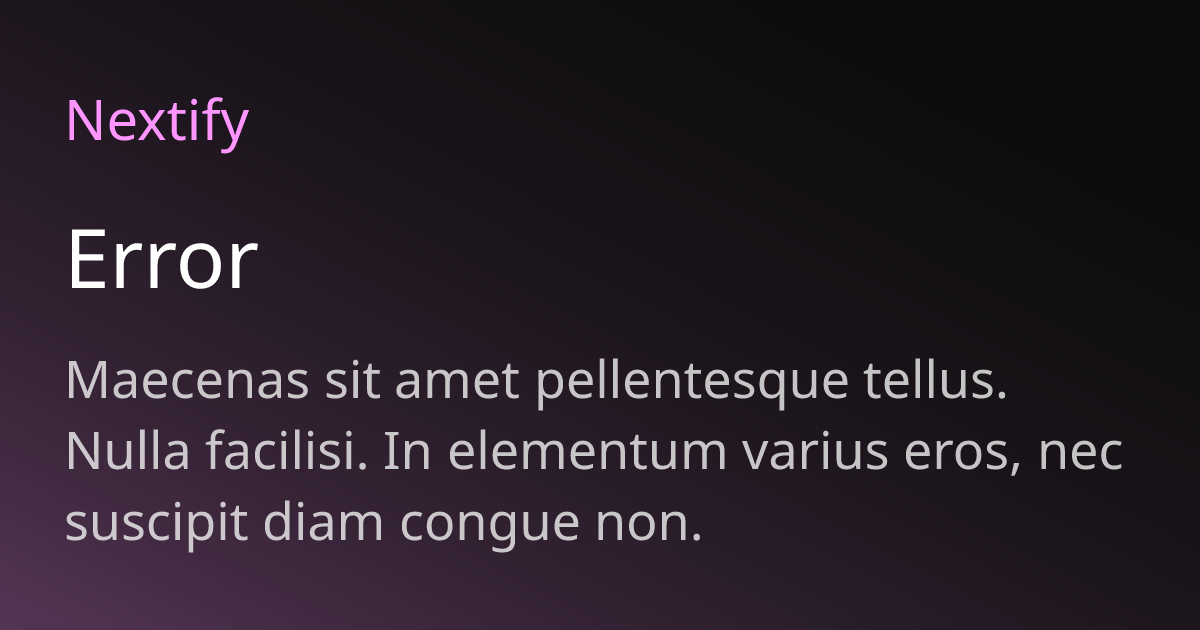 Nextify
Error
Maecenas sit amet pellentesque tellus.
Nulla facilisi. In elementum varius eros, nec
suscipit diam congue non.